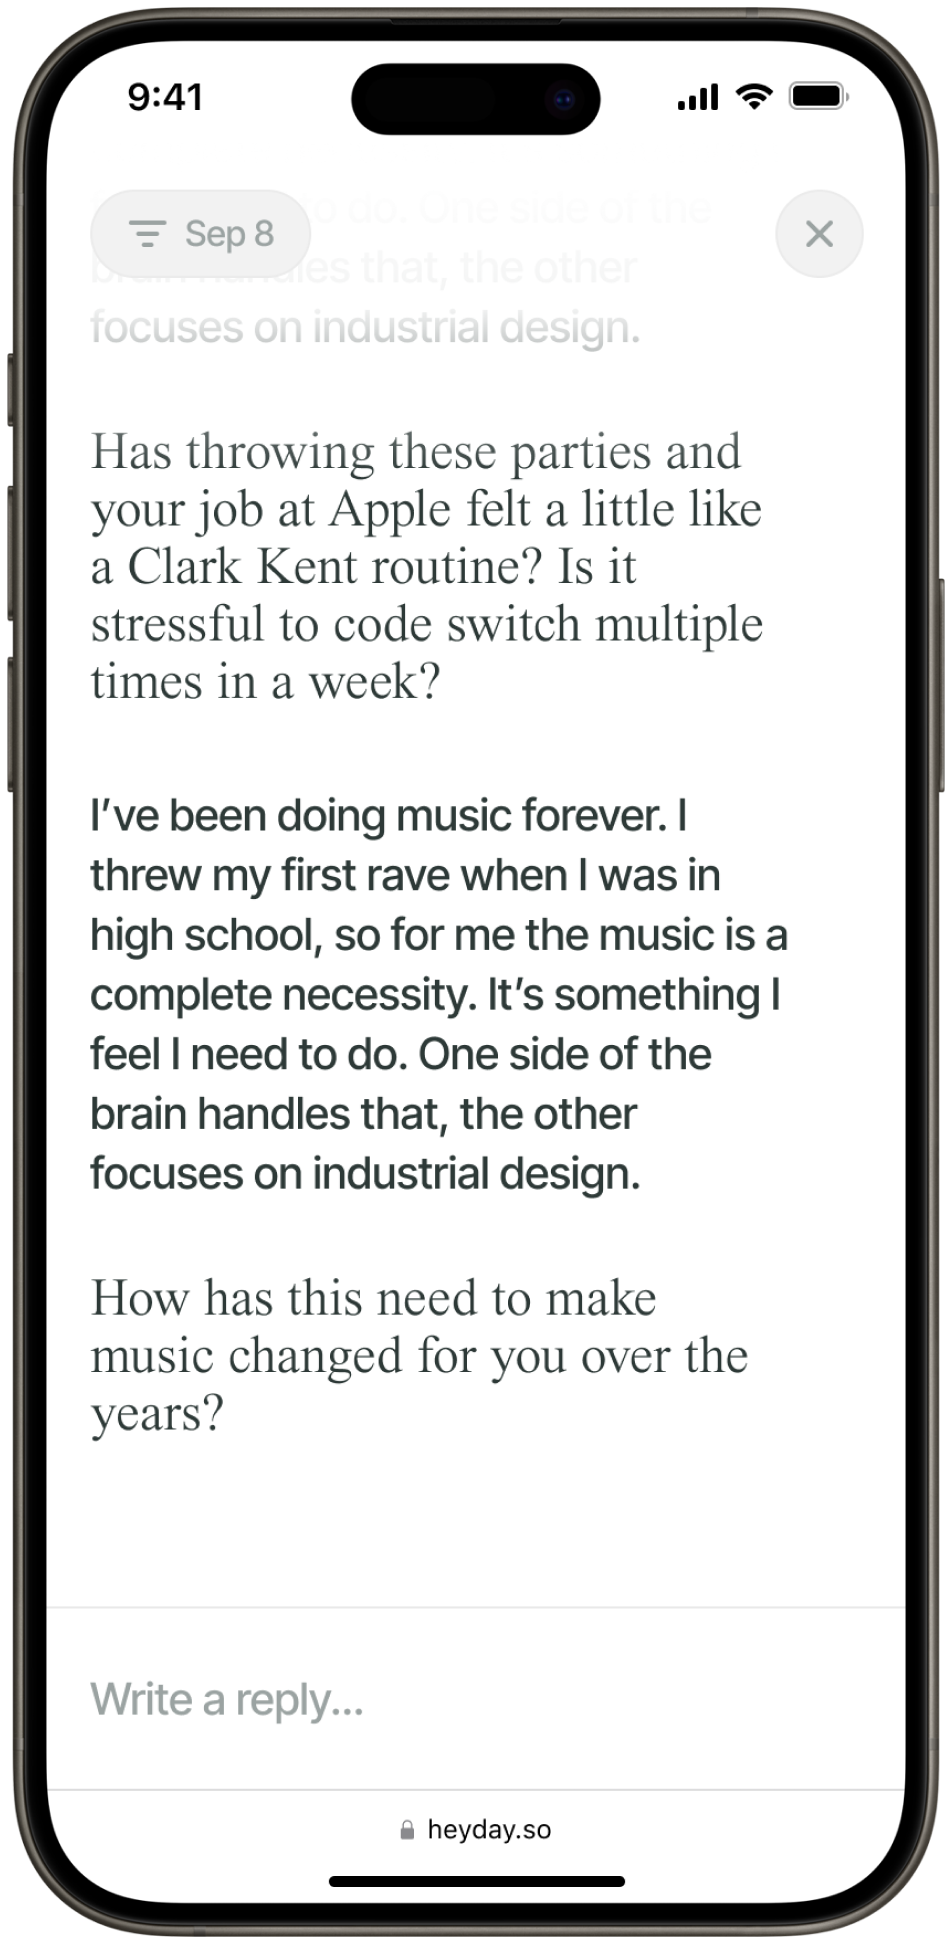 9:41
to do. One side of the
Sep 8
brain handles that, the other
focuses on industrial design.
Has throwing these parties and
your job at Apple felt a little like
a Clark Kent routine? Is it
stressful to code switch multiple
times in a week?
I’ve been doing music forever. I
threw my first rave when I was in
high school, so for me the music is a
complete necessity. It’s something I
feel I need to do. One side of the
brain handles that, the other
focuses on industrial design.
How has this need to make
music changed for you over the
years?
Write a reply...
heyday.so